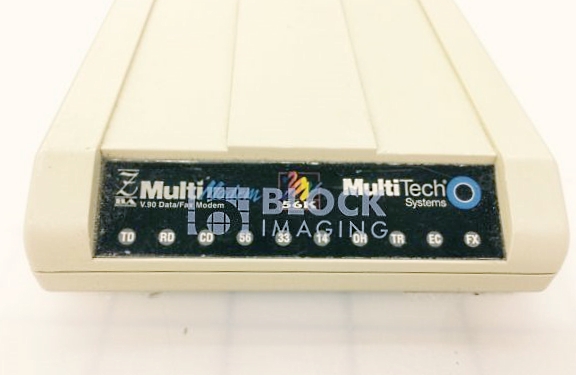 ZBA MultiModem
V.90 Data/Fax Modem
56K
MultiTech®
Systems
BLOCK
IMAGING
TD RD CD 56 33 14 OH TR EC FX